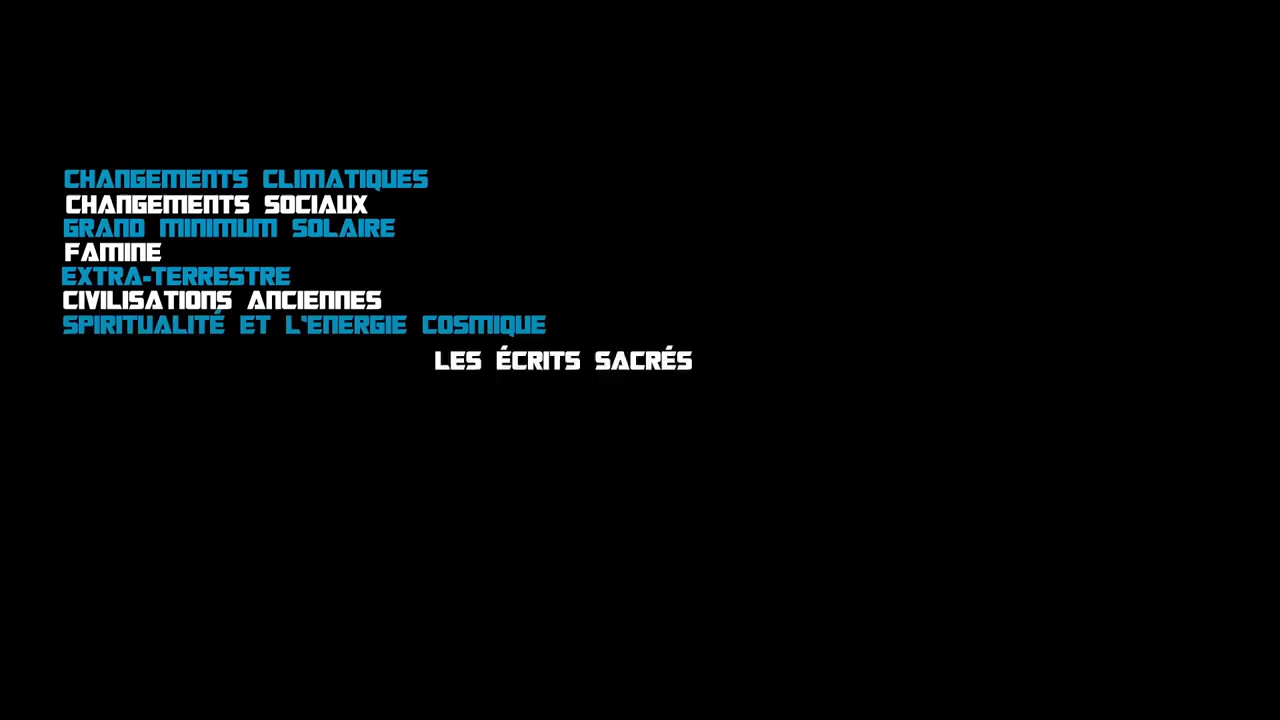 CHANGEMENTS CLIMATIQUES
CHANGEMENTS SOCIAUX
GRAND MINIMUM SOLAIRE
FAMINE
EXTRA-TERRESTRE
CIVILISATIONS ANCIENNES
SPIRITUALITÉ ET L'ENERGIE COSMIQUE
LES ÉCRITS SACRÉS